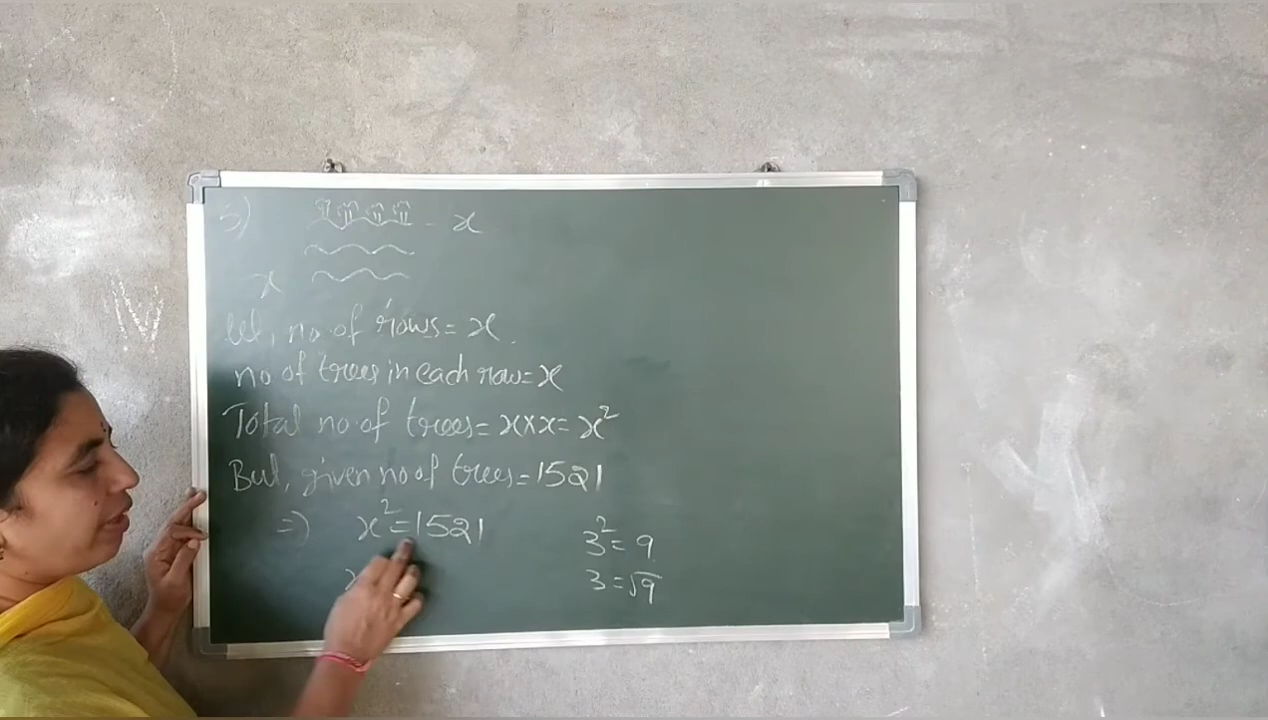 5)
- x
x
let, no of rows = x.
no of trees in each row = x
Total no of trees = x × x = x²
But, given no of trees = 1521
=) x² = 1521
x
3² = 9
3 = √9